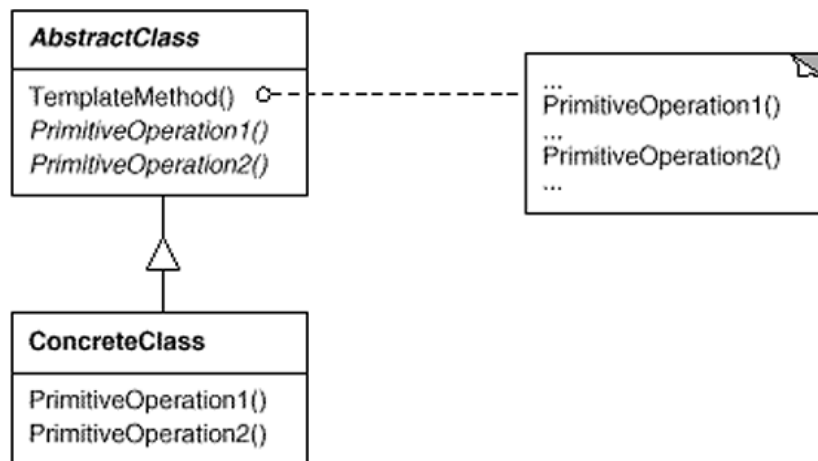 AbstractClass
TemplateMethod()
PrimitiveOperation1()
PrimitiveOperation2()
...
PrimitiveOperation1()
...
PrimitiveOperation2()
...
ConcreteClass
PrimitiveOperation1()
PrimitiveOperation2()